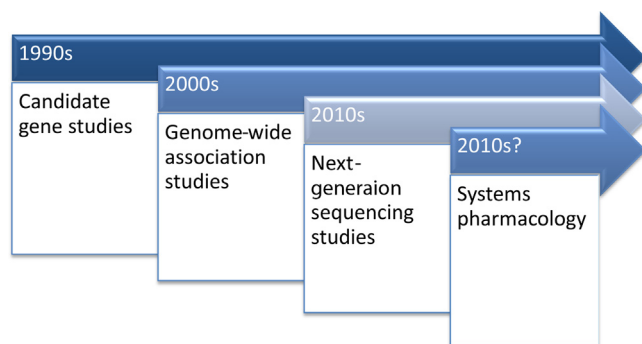 1990s
Candidate
gene studies
2000s
Genome-wide
association
studies
2010s
Next-
generaion
sequencing
studies
2010s?
Systems
pharmacology